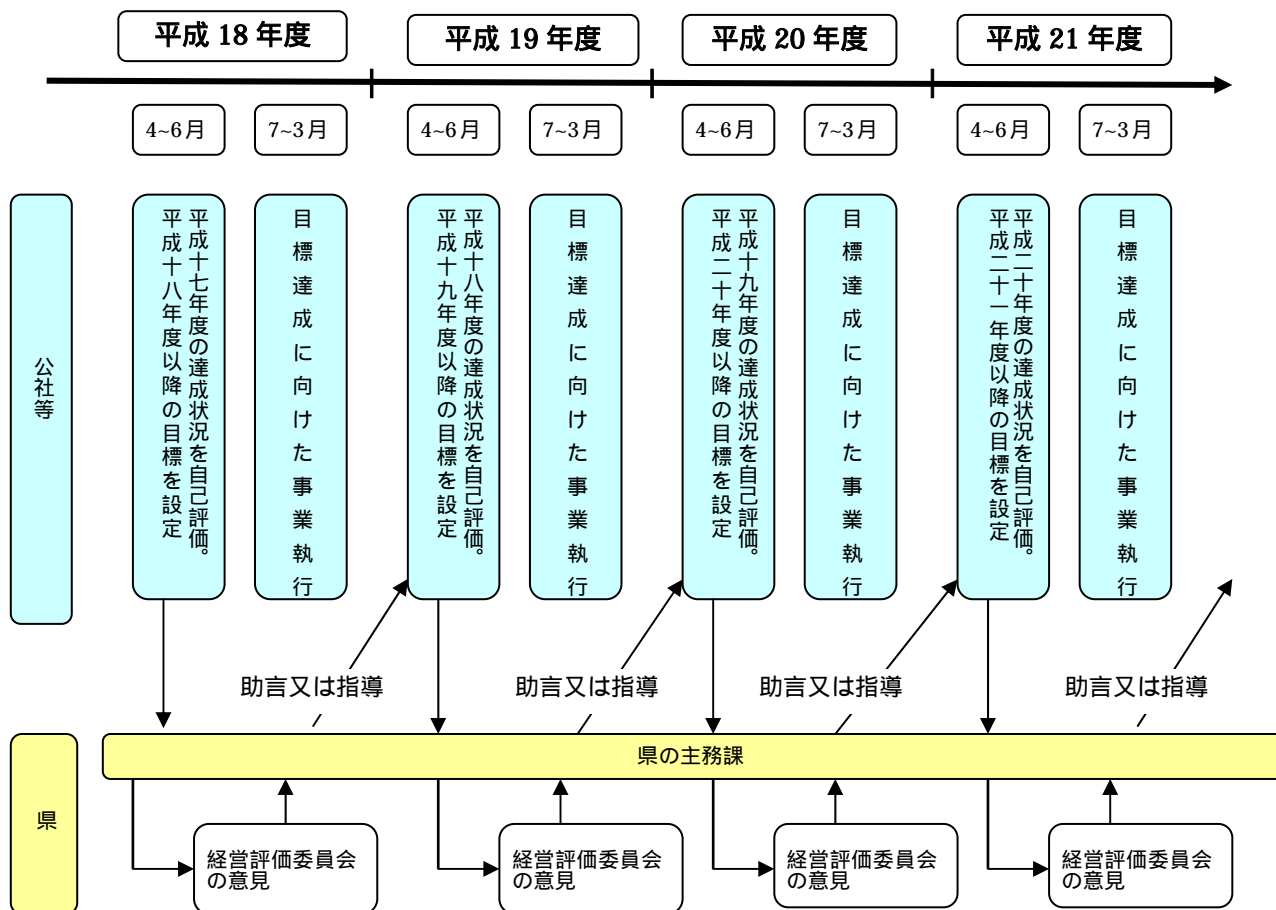 平成 18 年度
平成 19 年度
平成 20 年度
平成 21 年度
4~6月
7~3月
4~6月
7~3月
4~6月
7~3月
4~6月
7~3月
公社等
平成十七年度の達成状況を自己評価。
平成十八年度以降の目標を設定
目標達成に向けた事業執行
平成十八年度の達成状況を自己評価。
平成十九年度以降の目標を設定
目標達成に向けた事業執行
平成十九年度の達成状況を自己評価。
平成二十年度以降の目標を設定
目標達成に向けた事業執行
平成二十年度の達成状況を自己評価。
平成二十一年度以降の目標を設定
目標達成に向けた事業執行
助言又は指導
助言又は指導
助言又は指導
助言又は指導
県
県の主務課
経営評価委員会
の意見
経営評価委員会
の意見
経営評価委員会
の意見
経営評価委員会
の意見